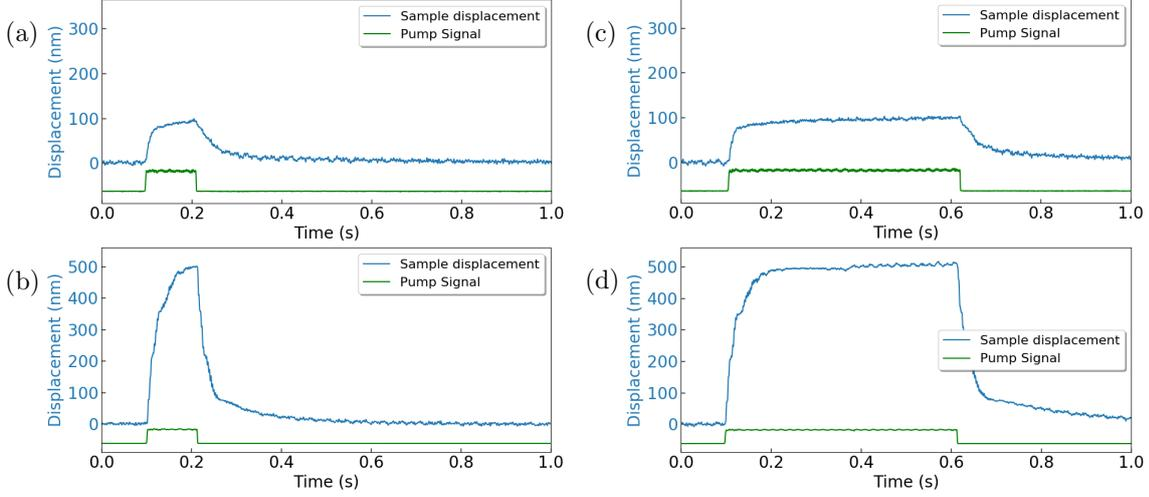 (a)
Displacement (nm)
300
200
100
0
Sample displacement
Pump Signal
0.0 0.2 0.4 0.6 0.8 1.0
Time (s)
(c)
Displacement (nm)
300
200
100
0
Sample displacement
Pump Signal
0.0 0.2 0.4 0.6 0.8 1.0
Time (s)
(b)
Displacement (nm)
500
400
300
200
100
0
Sample displacement
Pump Signal
0.0 0.2 0.4 0.6 0.8 1.0
Time (s)
(d)
Displacement (nm)
500
400
300
200
100
0
Sample displacement
Pump Signal
0.0 0.2 0.4 0.6 0.8 1.0
Time (s)